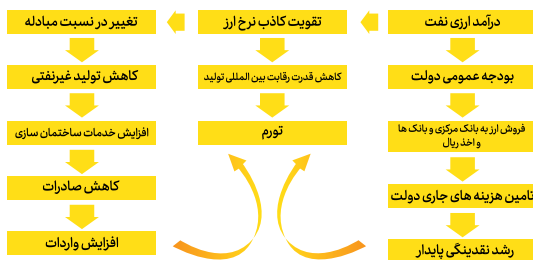 درآمد ارزی نفت
بودجه عمومی دولت
فروش ارز به بانک مرکزی و بانک ها
و اخذ ریال
تامین هزینه های جاری دولت
رشد نقدینگی پایدار
تقویت کاذب نرخ ارز
کاهش قدرت رقابت بین المللی تولید
تورم
تغییر در نسبت مبادله
کاهش تولید غیرنفتی
افزایش خدمات ساختمان سازی
کاهش صادرات
افزایش واردات